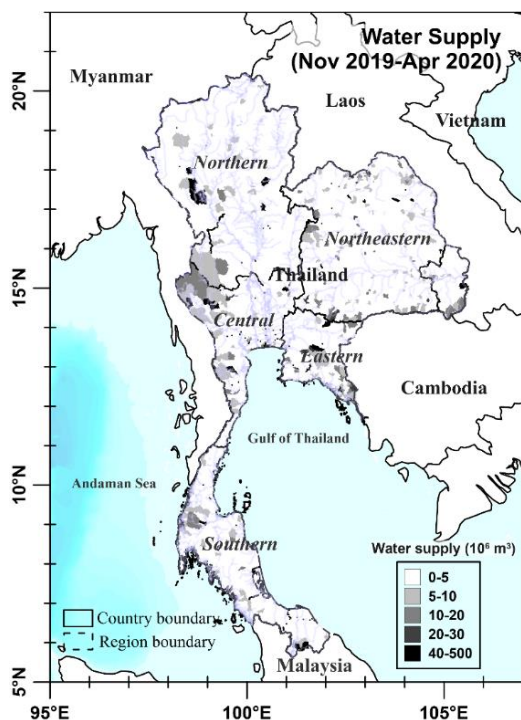 Water Supply
(Nov 2019-Apr 2020)
Myanmar
Laos
Vietnam
20°N
Northern
Northeastern
Thailand
15°N
Central
Eastern
Cambodia
Gulf of Thailand
Andaman Sea
10°N
Southern
Water supply (10⁶ m³)
0-5
5-10
10-20
20-30
40-500
Country boundary
Region boundary
Malaysia
5°N
95°E
100°E
105°E